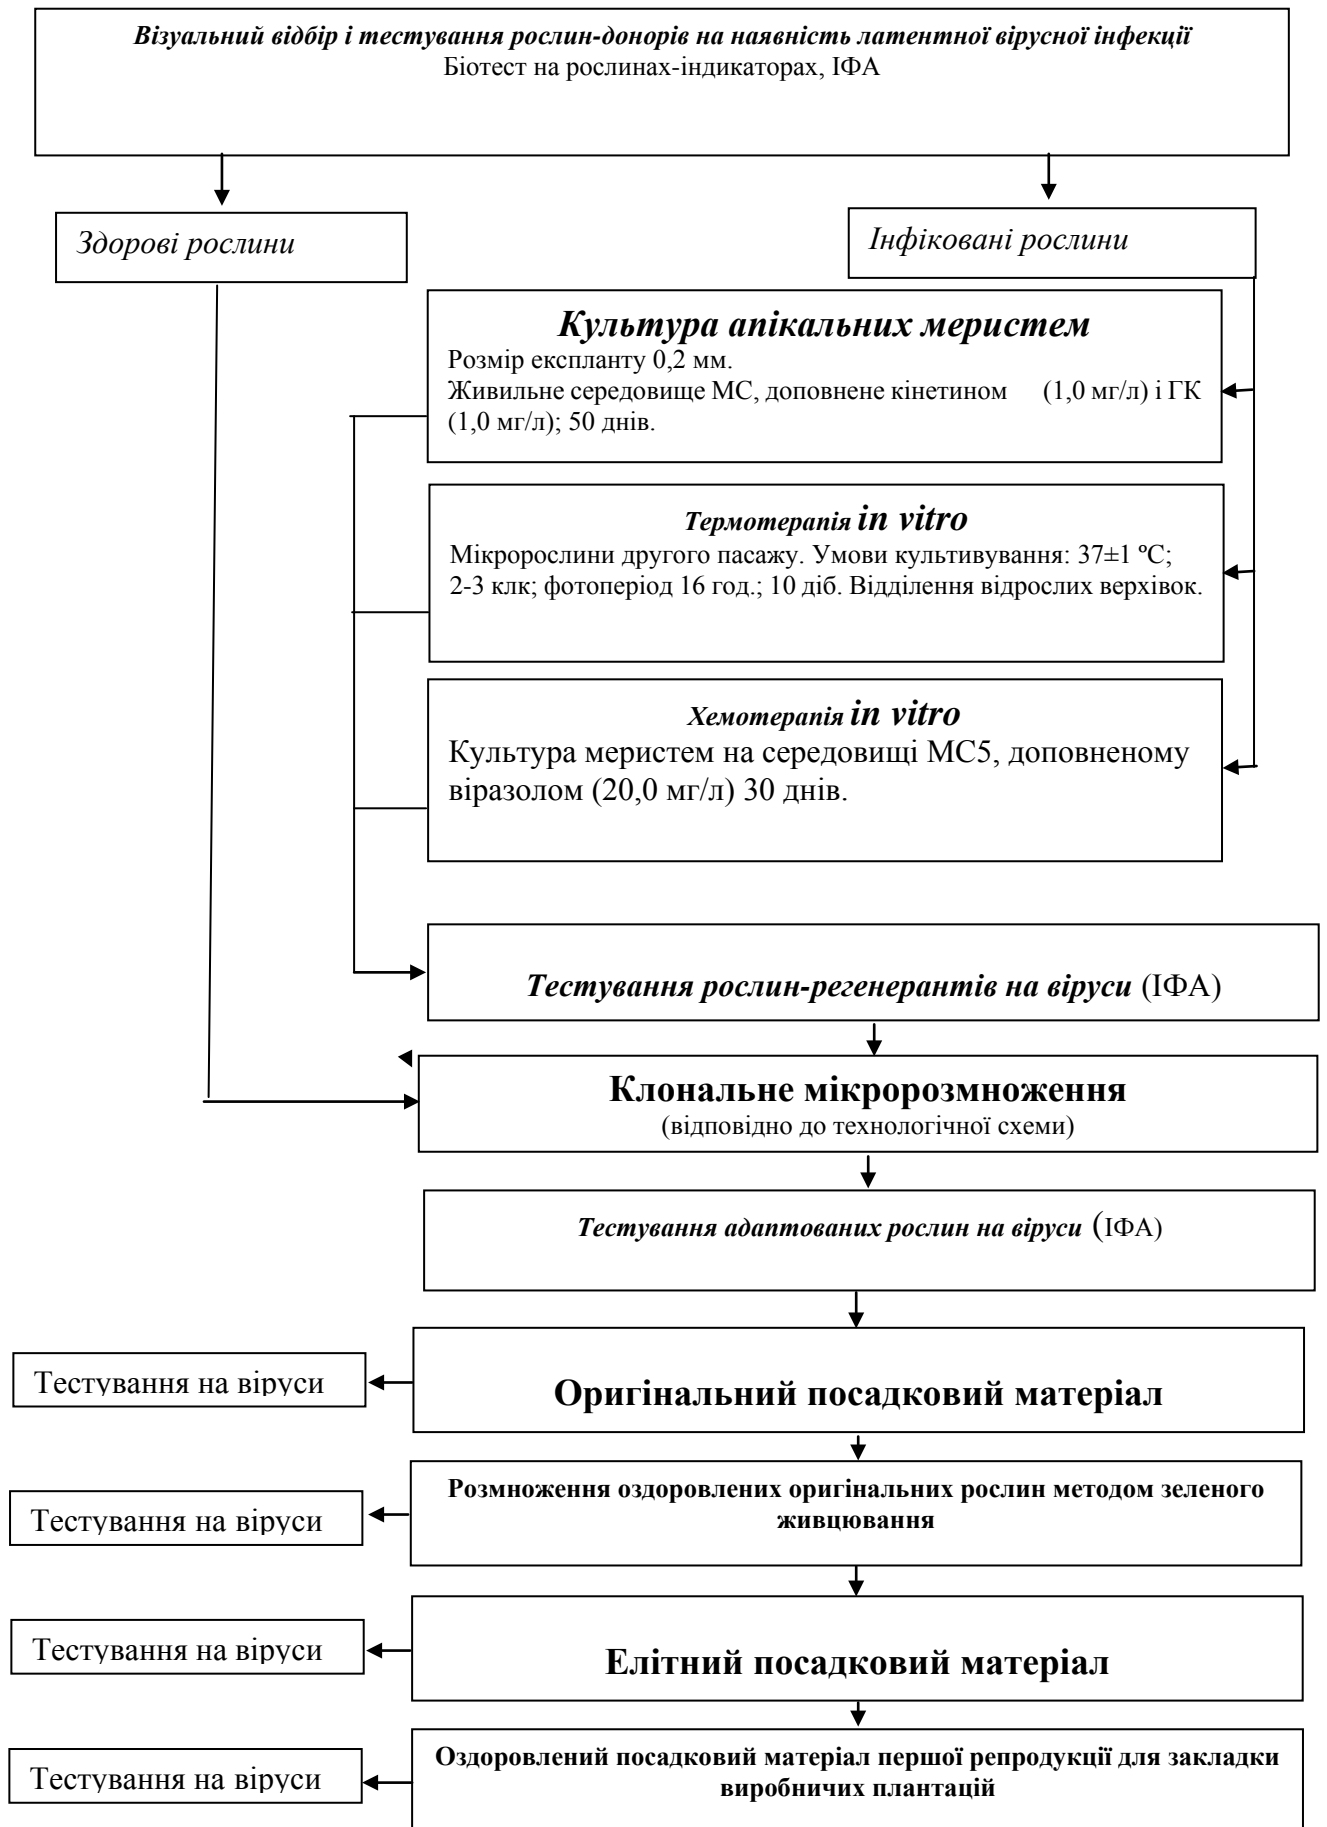 Візуальний відбір і тестування рослин-донорів на наявність латентної вірусної інфекції
Біотест на рослинах-індикаторах, ІФА
Здорові рослини
Інфіковані рослини
Культура апікальних меристем
Розмір експланту 0,2 мм.
Живильне середовище МС, доповнене кінетином (1,0 мг/л) і ГК
(1,0 мг/л); 50 днів.
Термотерапія in vitro
Мікророслини другого пасажу. Умови культивування: 37±1 ºС;
2-3 клк; фотоперіод 16 год.; 10 діб. Відділення відрослих верхівок.
Хемотерапія in vitro
Культура меристем на середовищі МС5, доповненому
віразолом (20,0 мг/л) 30 днів.
Тестування рослин-регенерантів на віруси (ІФА)
Клональне мікророзмноження
(відповідно до технологічної схеми)
Тестування адаптованих рослин на віруси (ІФА)
Тестування на віруси
Оригінальний посадковий матеріал
Розмноження оздоровлених оригінальних рослин методом зеленого
живцювання
Тестування на віруси
Тестування на віруси
Елітний посадковий матеріал
Оздоровлений посадковий матеріал першої репродукції для закладки
виробничих плантацій
Тестування на віруси